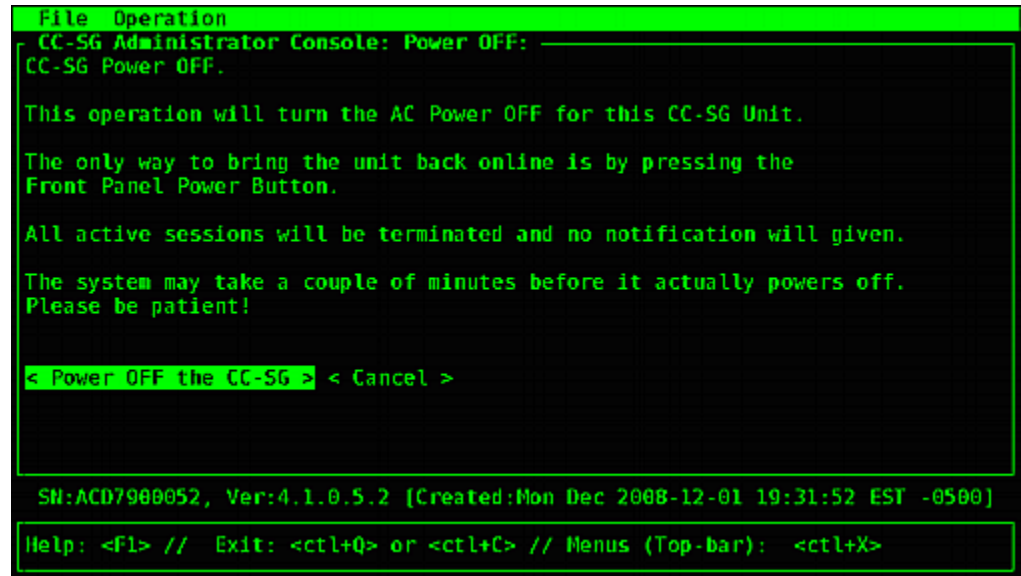 File Operation
CC-SG Administrator Console: Power OFF:
CC-SG Power OFF.
This operation will turn the AC Power OFF for this CC-SG Unit.
The only way to bring the unit back online is by pressing the
Front Panel Power Button.
All active sessions will be terminated and no notification will given.
The system may take a couple of minutes before it actually powers off.
Please be patient!
< Power OFF the CC-SG > < Cancel >
SN:ACD7900052, Ver:4.1.0.5.2 [Created:Mon Dec 2008-12-01 19:31:52 EST -0500]
Help: <F1> // Exit: <ctl+Q> or <ctl+C> // Menus (Top-bar): <ctl+X>